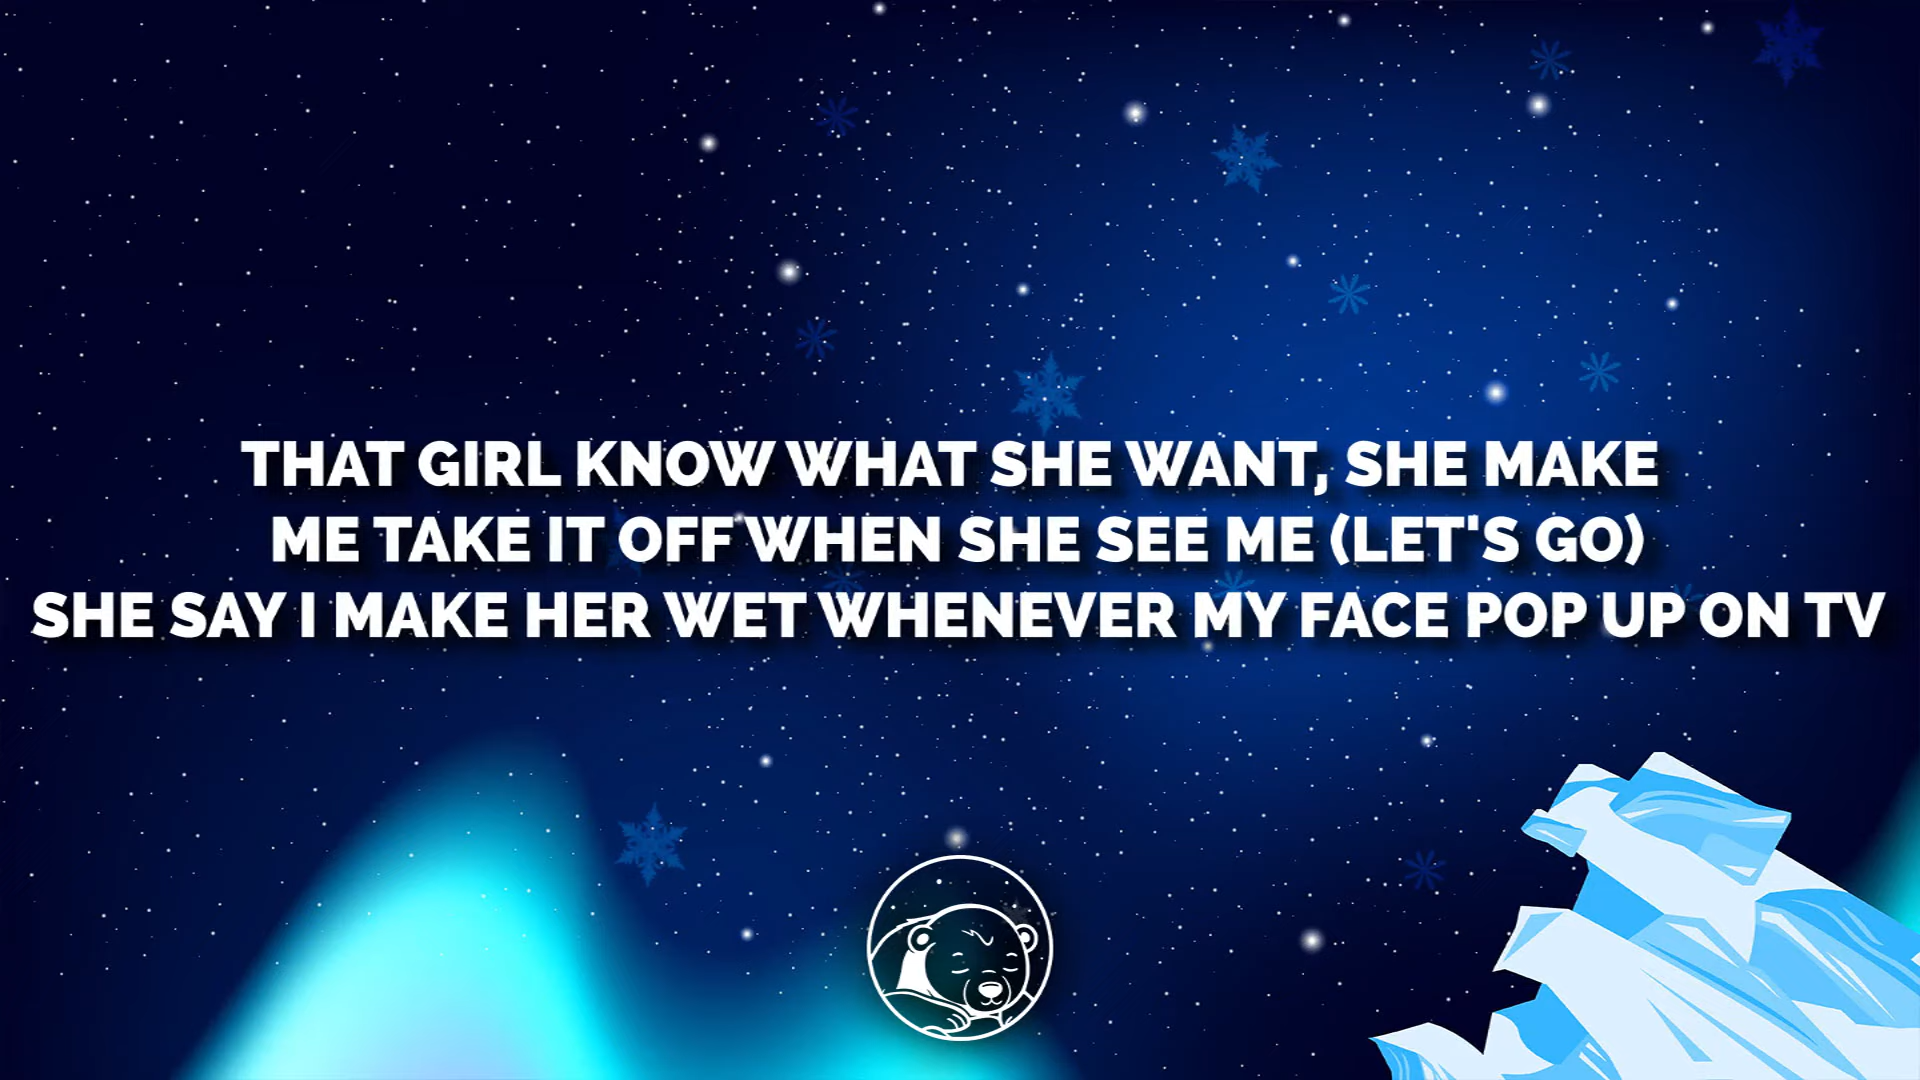 THAT GIRL KNOW WHAT SHE WANT, SHE MAKE
ME TAKE IT OFF WHEN SHE SEE ME (LET'S GO)
SHE SAY I MAKE HER WET WHENEVER MY FACE POP UP ON TV